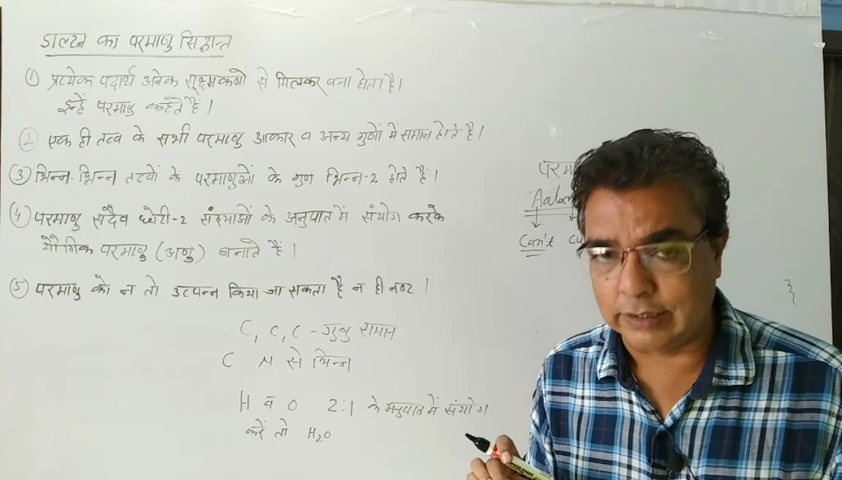 डाल्टन का परमाणु सिद्धान्त
① प्रत्येक पदार्थ अनेक सूक्ष्मकणों से मिलकर बना होता है।
इन्हें परमाणु कहते हैं।
② एक ही तत्व के सभी परमाणु आकार व अन्य गुणों में समान होते है।
③ भिन्न-भिन्न तत्वों के परमाणुओं के गुण भिन्न-2 होते हैं।
④ परमाणु सदैव छोटी-2 संख्याओं के अनुपात में संयोग करके
यौगिक परमाणु (अणु) बनाते हैं।
⑤ परमाणु को न तो उत्पन्न किया जा सकता है न ही नष्ट।
C, C, C - गुण समान
C N से भिन्न
H व O 2:1 के अनुपात में संयोग
करें तो H₂O
परमा
Can't